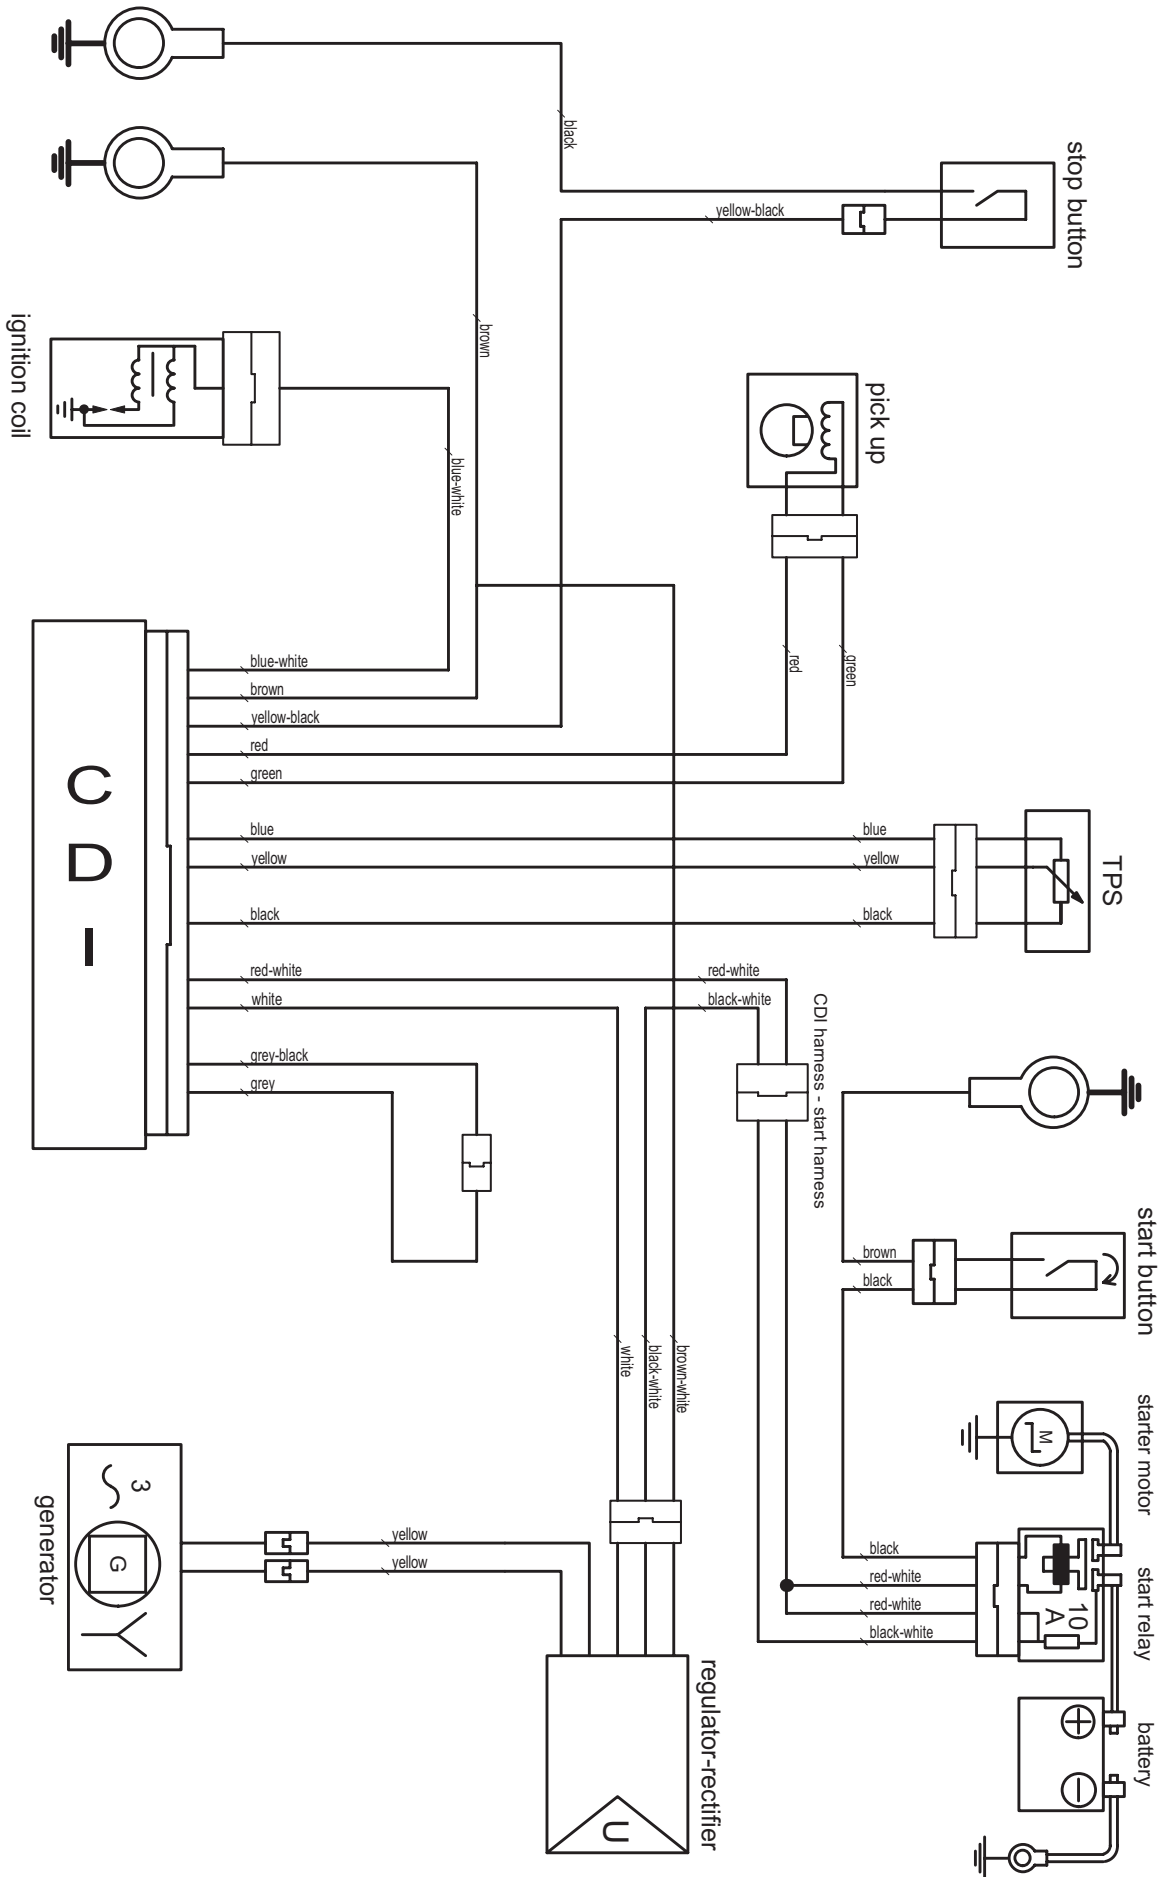 stop button
black
yellow-black
brown
ignition coil
blue-white
pick up
red
green
blue-white
brown
yellow-black
red
green
blue
yellow
black
red-white
white
grey-black
grey
C
D
I
blue
yellow
black
TPS
red-white
black-white
CDI harness - start harness
start button
brown
black
white
black-white
brown-white
starter motor
M
start relay
10
A
black
red-white
red-white
black-white
battery
+
−
3
G
generator
yellow
yellow
regulator-rectifier
U